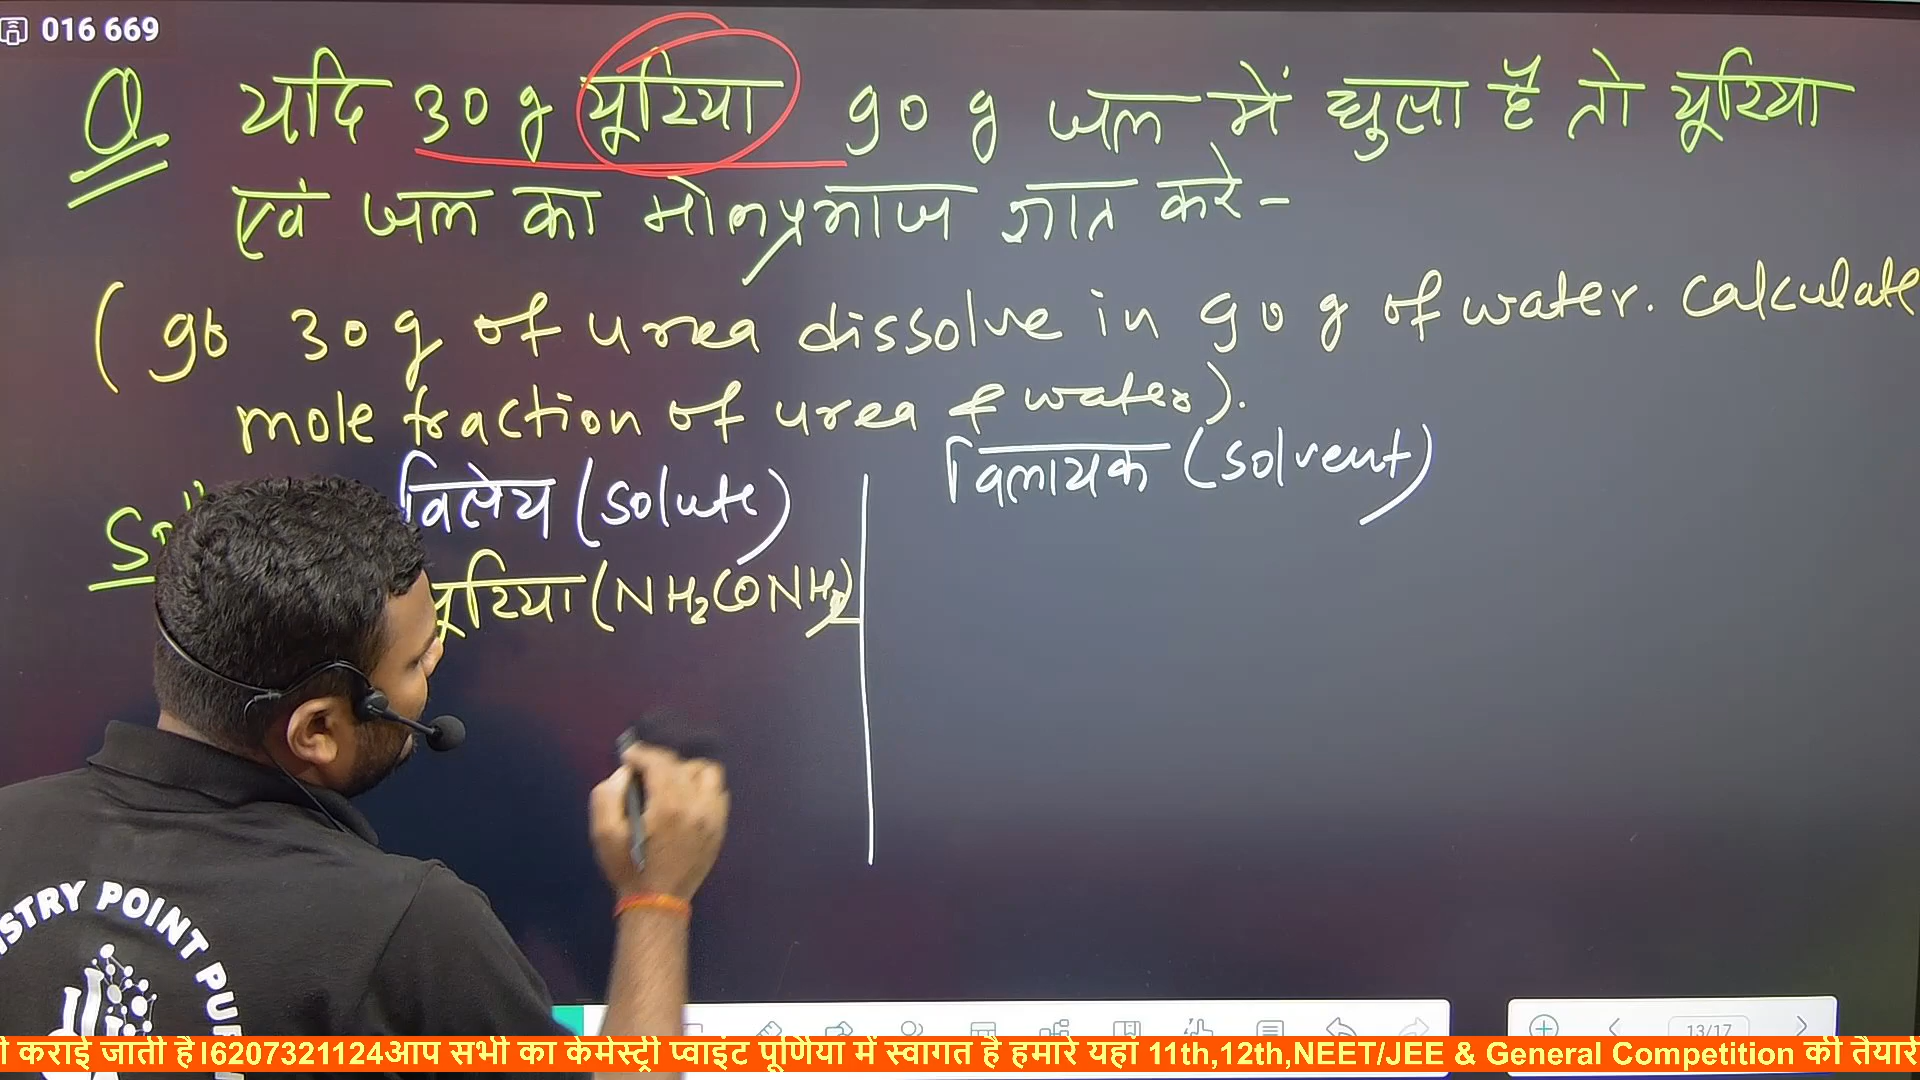 016 669
Q यदि 30 g यूरिया 90 g जल में घुला है तो यूरिया
एवं जल का मोलप्रभाज ज्ञात करे-
( 30 g of urea dissolve in 90 g of water. Calculate
mole fraction of urea & water).
विलेय (Solute)
विलायक (Solvent)
यूरिया (NH₂CONH₂)
STRY POINT PUR
13/17
कराई जाती है।6207321124आप सभी का केमेस्ट्री प्वाइंट पूर्णिया में स्वागत है हमारे यहां 11th,12th,NEET/JEE & General Competition की तैयारी